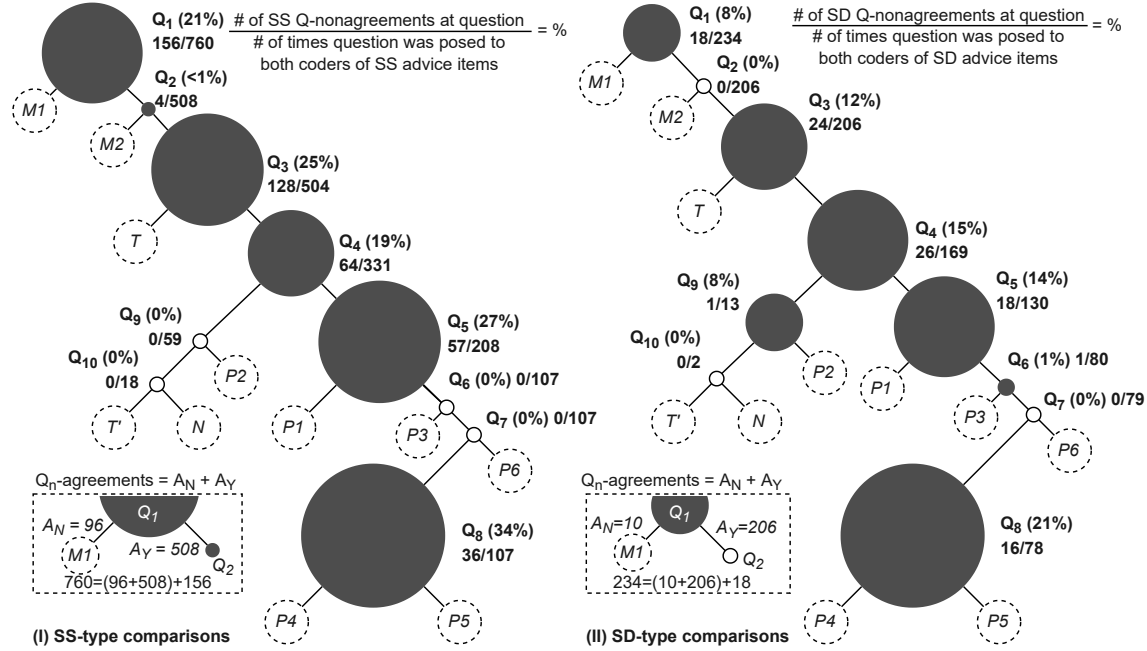 Q1 (21%)
156/760
# of SS Q-nonagreements at question
# of times question was posed to
both coders of SS advice items
= %
M1
Q2 (<1%)
4/508
M2
Q3 (25%)
128/504
T
Q4 (19%)
64/331
Q9 (0%)
0/59
Q10 (0%)
0/18
P2
T'
N
Q5 (27%)
57/208
P1
Q6 (0%) 0/107
P3
Q7 (0%) 0/107
P6
Q8 (34%)
36/107
P4
P5
Qn-agreements = AN + AY
Q1
AN = 96
M1
AY = 508
Q2
760=(96+508)+156
(I) SS-type comparisons
Q1 (8%)
18/234
# of SD Q-nonagreements at question
# of times question was posed to
both coders of SD advice items
= %
M1
Q2 (0%)
0/206
M2
Q3 (12%)
24/206
T
Q4 (15%)
26/169
Q9 (8%)
1/13
Q10 (0%)
0/2
P2
T'
N
Q5 (14%)
18/130
P1
Q6 (1%) 1/80
P3
Q7 (0%) 0/79
P6
Q8 (21%)
16/78
P4
P5
Qn-agreements = AN + AY
Q1
AN=10
M1
AY=206
Q2
234=(10+206)+18
(II) SD-type comparisons